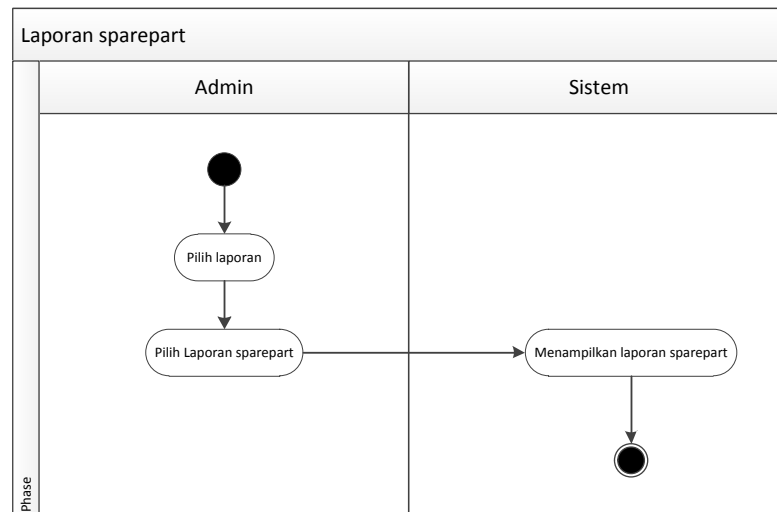 Laporan sparepart
Admin
Sistem
Pilih laporan
Pilih Laporan sparepart
Menampilkan laporan sparepart
Phase